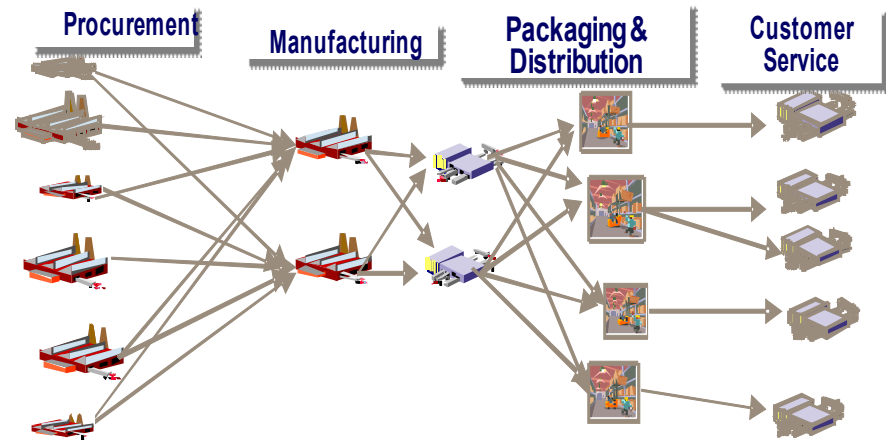 Procurement
Manufacturing
Packaging &
Distribution
Customer
Service